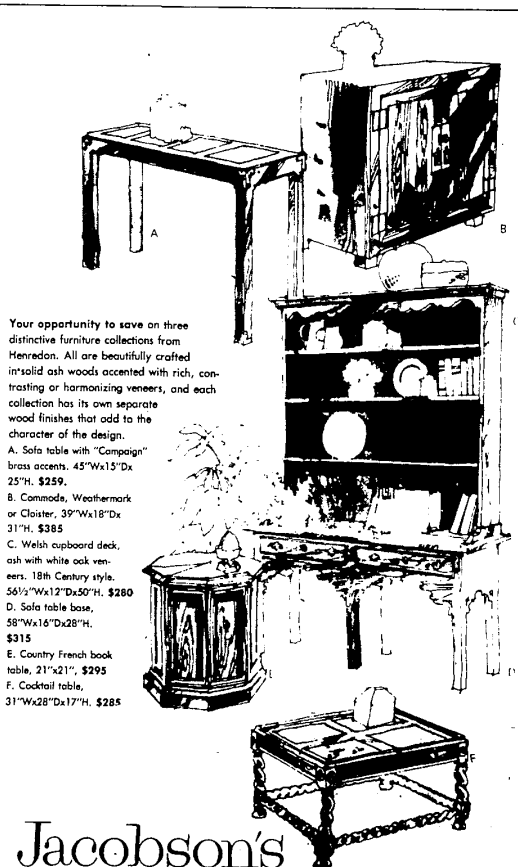 A
B
Your opportunity to save on three
distinctive furniture collections from
Henredon. All are beautifully crafted
in solid ash woods accented with rich, con-
trasting or harmonizing veneers, and each
collection has its own separate
wood finishes that add to the
character of the design.
A. Sofa table with "Campaign"
brass accents. 45"Wx15"Dx
25"H. $259.
B. Commode, Weathermark
or Cloister, 39"Wx18"Dx
31"H. $385
C. Welsh cupboard deck,
ash with white oak ven-
eers. 18th Century style.
56½"Wx12"Dx50"H. $280
D. Sofa table base,
58"Wx16"Dx28"H.
$315
E. Country French book
table, 21"x21", $295
F. Cocktail table,
31"Wx28"Dx17"H. $285
E
F
Jacobson's